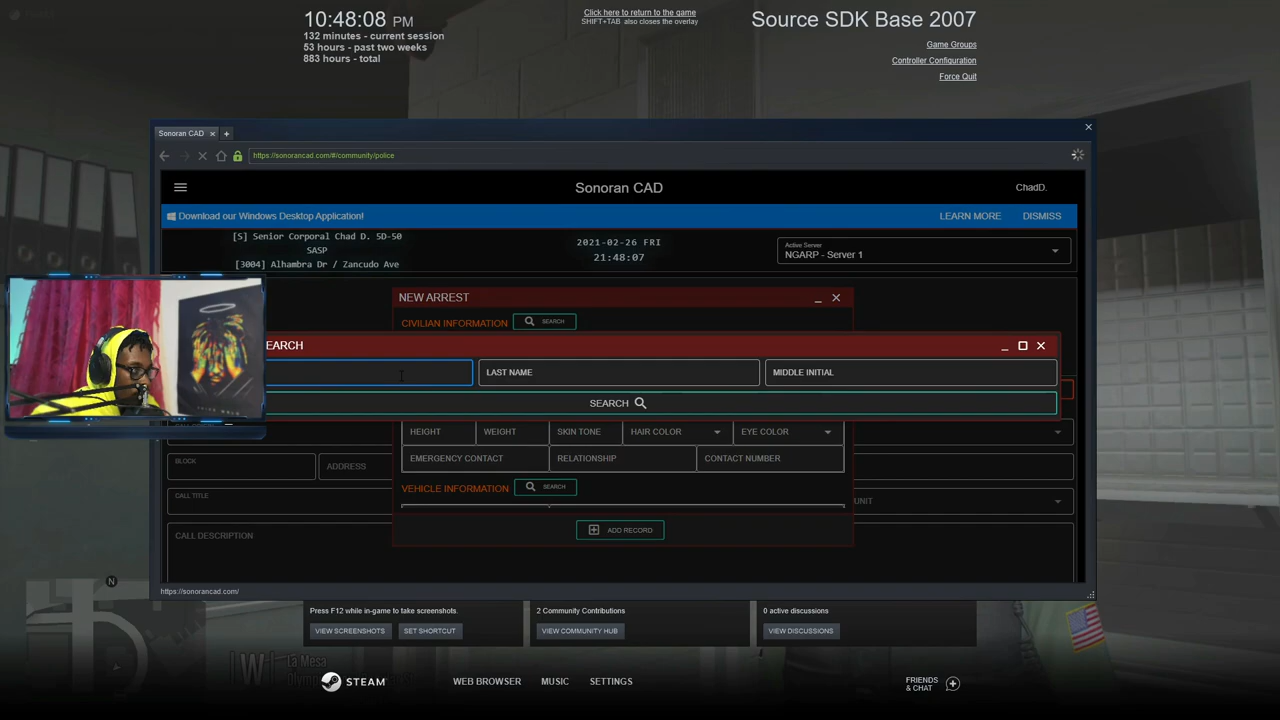 10:48:08 PM
132 minutes - current session
53 hours - past two weeks
883 hours - total
Click here to return to the game
SHIFT+TAB also closes the overlay
Source SDK Base 2007
Game Groups
Controller Configuration
Force Quit
Sonoran CAD
https://sonorancad.com/#/community/police
Sonoran CAD
ChadD.
Download our Windows Desktop Application!
LEARN MORE
DISMISS
[S] Senior Corporal Chad D. 5D-50
SASP
[3004] Alhambra Dr / Zancudo Ave
2021-02-26 FRI
21:48:07
Active Server
NGARP - Server 1
NEW ARREST
CIVILIAN INFORMATION
SEARCH
EARCH
LAST NAME
MIDDLE INITIAL
SEARCH
HEIGHT
WEIGHT
SKIN TONE
HAIR COLOR
EYE COLOR
EMERGENCY CONTACT
RELATIONSHIP
CONTACT NUMBER
BLOCK
ADDRESS
VEHICLE INFORMATION
SEARCH
CALL TITLE
UNIT
ADD RECORD
CALL DESCRIPTION
https://sonorancad.com/
N
Press F12 while in-game to take screenshots.
VIEW SCREENSHOTS
SET SHORTCUT
2 Community Contributions
VIEW COMMUNITY HUB
0 active discussions
VIEW DISCUSSIONS
W
La Mesa
STEAM
WEB BROWSER
MUSIC
SETTINGS
FRIENDS
& CHAT